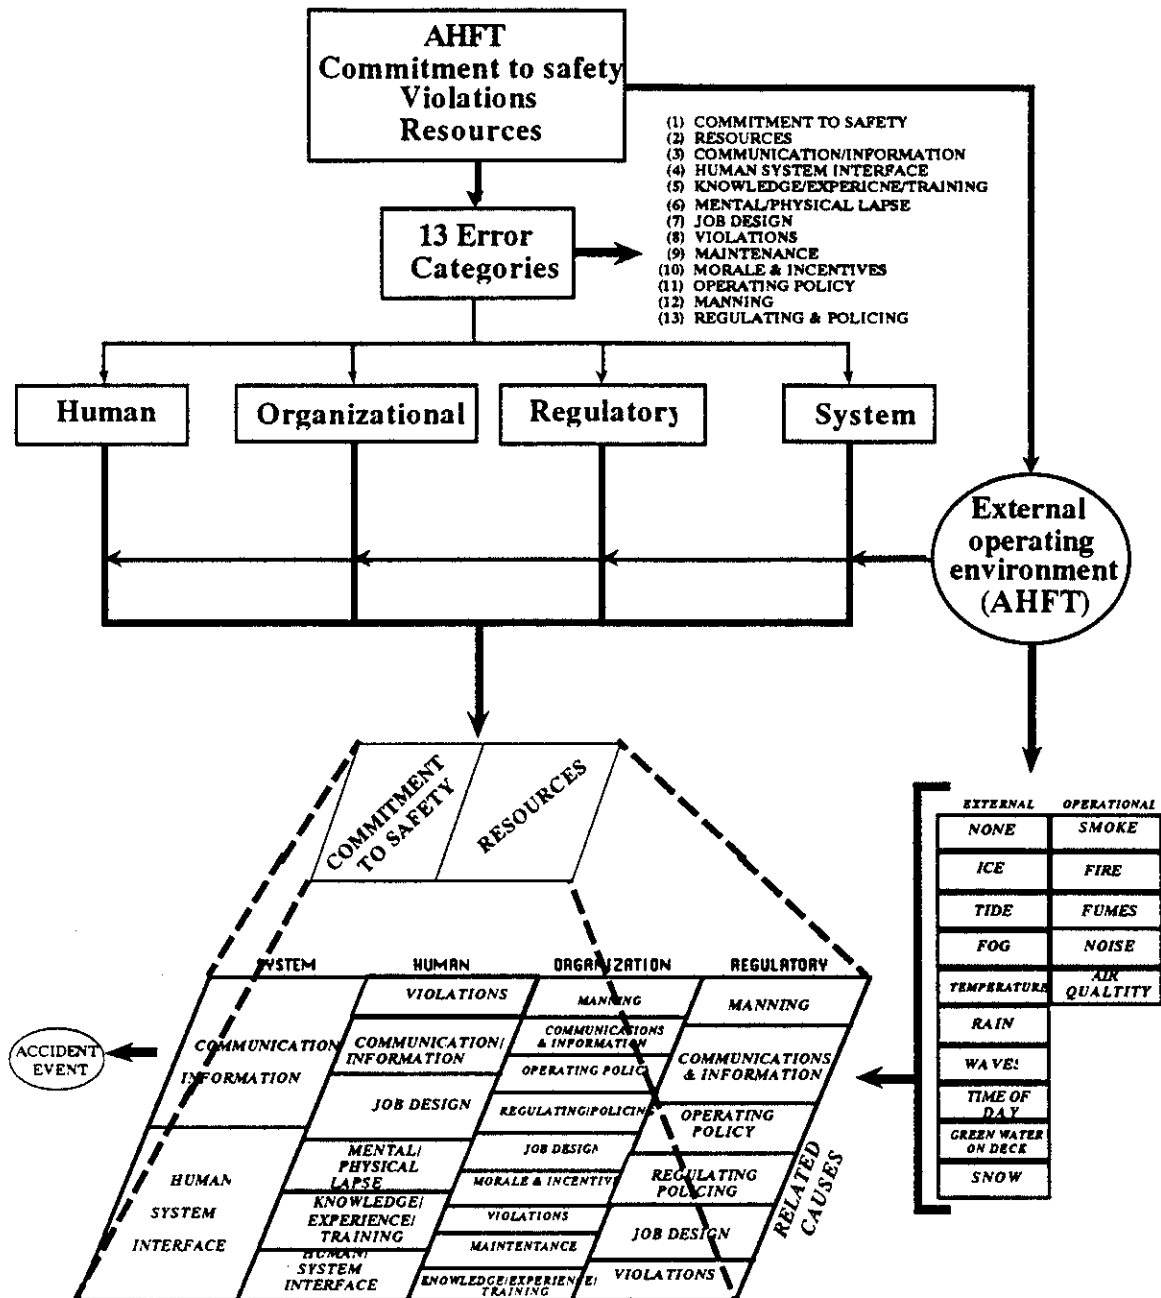 AHFT
Commitment to safety
Violations
Resources
(1) COMMITMENT TO SAFETY
(2) RESOURCES
(3) COMMUNICATION/INFORMATION
(4) HUMAN SYSTEM INTERFACE
(5) KNOWLEDGE/EXPERICNE/TRAINING
(6) MENTAL/PHYSICAL LAPSE
(7) JOB DESIGN
(8) VIOLATIONS
(9) MAINTENANCE
(10) MORALE & INCENTIVES
(11) OPERATING POLICY
(12) MANNING
(13) REGULATING & POLICING
13 Error
Categories
Human
Organizational
Regulatory
System
External
operating
environment
(AHFT)
COMMITMENT
TO SAFETY
RESOURCES
EXTERNAL
OPERATIONAL
NONE
SMOKE
ICE
FIRE
TIDE
FUMES
FOG
NOISE
TEMPERATURE
AIR
QUALTITY
RAIN
WAVES
TIME OF
DAY
GREEN WATER
ON DECK
SNOW
SYSTEM
HUMAN
ORGANIZATION
REGULATORY
COMMUNICATION
INFORMATION
HUMAN
SYSTEM
INTERFACE
VIOLATIONS
COMMUNICATION/
INFORMATION
JOB DESIGN
MENTAL/
PHYSICAL
LAPSE
KNOWLEDGE/
EXPERIENCE/
TRAINING
HUMAN/
SYSTEM
INTERFACE
MANNING
COMMUNICATIONS
& INFORMATION
OPERATING POLIC
REGULATING/POLICING
JOB DESIGN
MORALE & INCENTIVE
VIOLATIONS
MAINTENTANCE
KNOWLEDGE/EXPERIENCE/
TRAINING
MANNING
COMMUNICATIONS
& INFORMATION
OPERATING
POLICY
REGULATING
POLICING
JOB DESIGN
VIOLATIONS
RELATED
CAUSES
ACCIDENT
EVENT